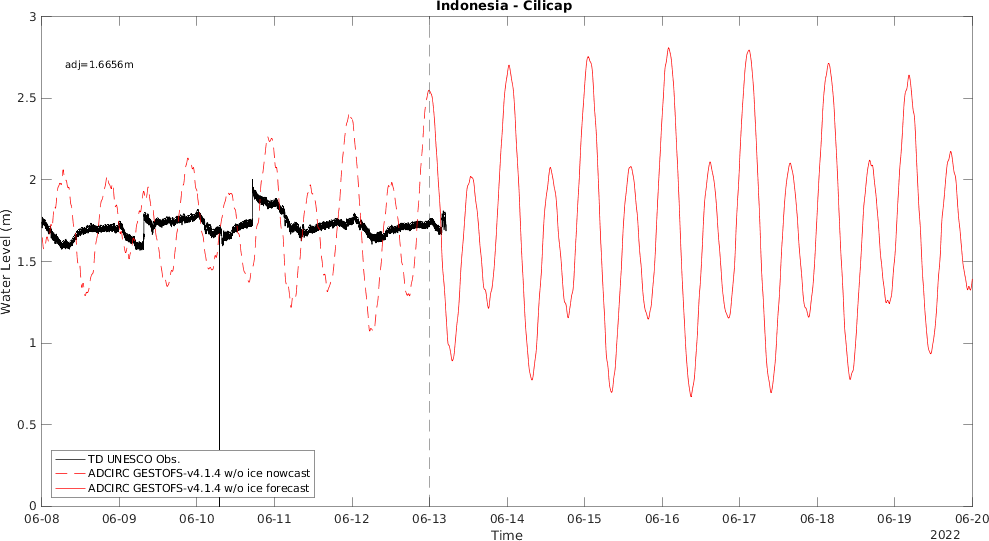 Indonesia - Cilicap
adj=1.6656m
Water Level (m)
3
2.5
2
1.5
1
0.5
0
TD UNESCO Obs.
ADCIRC GESTOFS-v4.1.4 w/o ice nowcast
ADCIRC GESTOFS-v4.1.4 w/o ice forecast
06-08 06-09 06-10 06-11 06-12 06-13 06-14 06-15 06-16 06-17 06-18 06-19 06-20
Time
2022